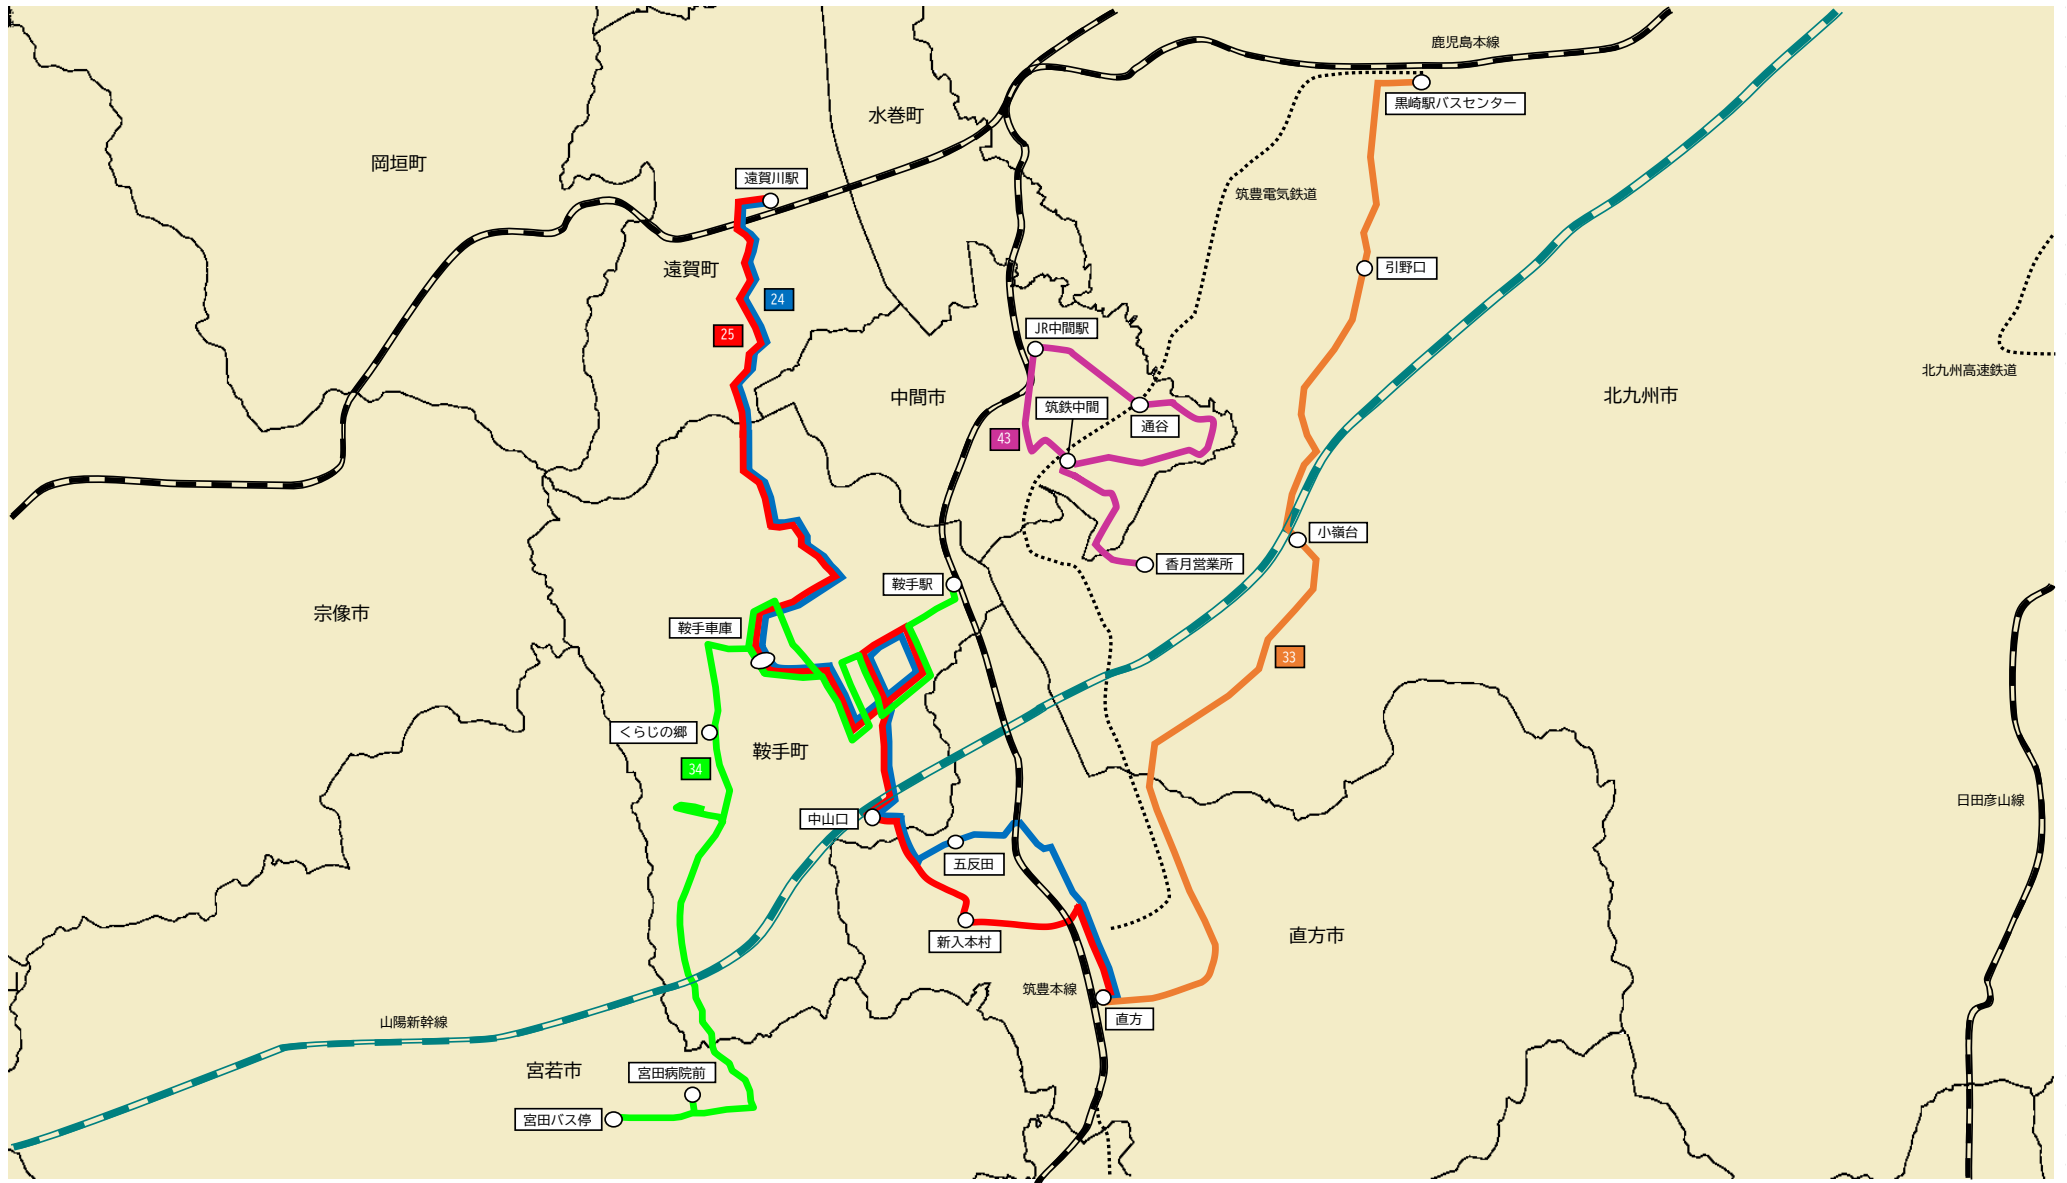 鹿児島本線
黒崎駅バスセンター
水巻町
岡垣町
遠賀川駅
筑豊電気鉄道
遠賀町
引野口
24
25
JR中間駅
北九州高速鉄道
中間市
北九州市
筑鉄中間
通谷
43
小嶺台
香月営業所
鞍手駅
宗像市
鞍手車庫
33
くらじの郷
鞍手町
34
日田彦山線
中山口
五反田
新入本村
直方市
筑豊本線
直方
山陽新幹線
宮若市
宮田病院前
宮田バス停